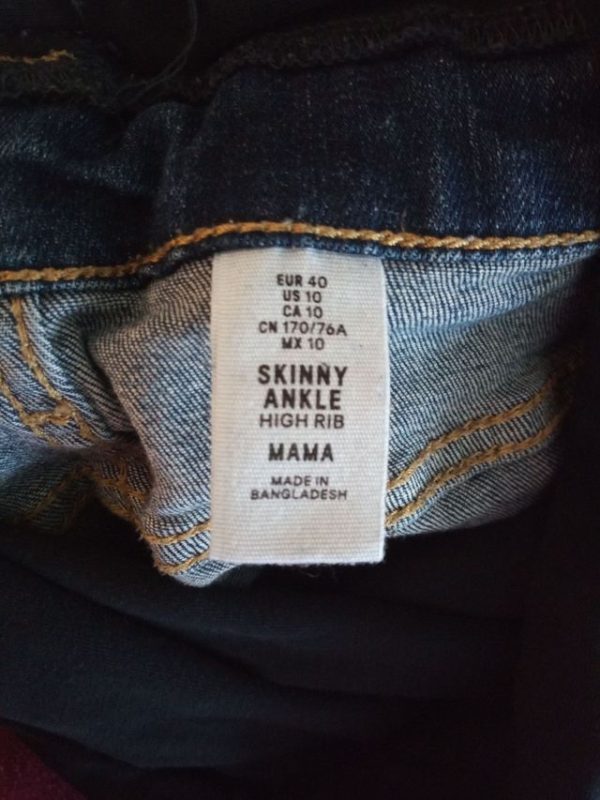 EUR 40
US 10
CA 10
CN 170/76A
MX 10
SKINNY
ANKLE
HIGH RIB
MAMA
MADE IN
BANGLADESH